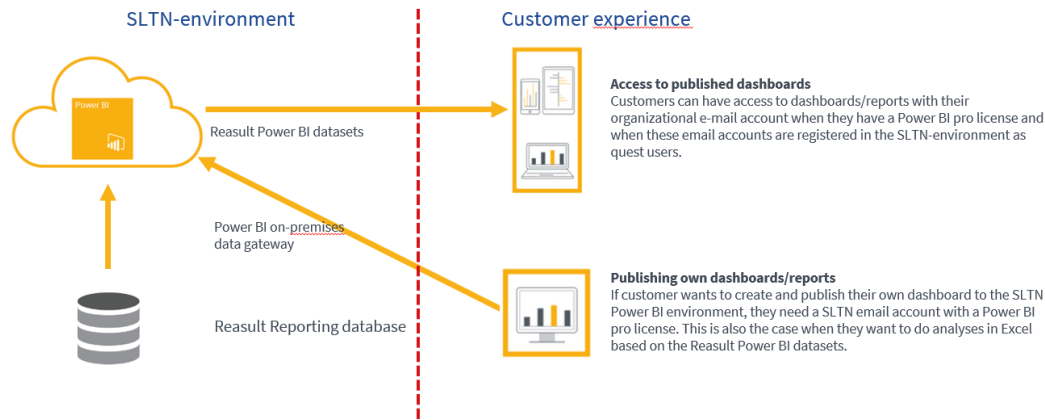 SLTN-environment
Customer experience
Power BI
Reasult Power BI datasets
Access to published dashboards
Customers can have access to dashboards/reports with their
organizational e-mail account when they have a Power BI pro license and
when these email accounts are registered in the SLTN-environment as
quest users.
Power BI on-premises
data gateway
Reasult Reporting database
Publishing own dashboards/reports
If customer wants to create and publish their own dashboard to the SLTN
Power BI environment, they need a SLTN email account with a Power BI
pro license. This is also the case when they want to do analyses in Excel
based on the Reasult Power BI datasets.